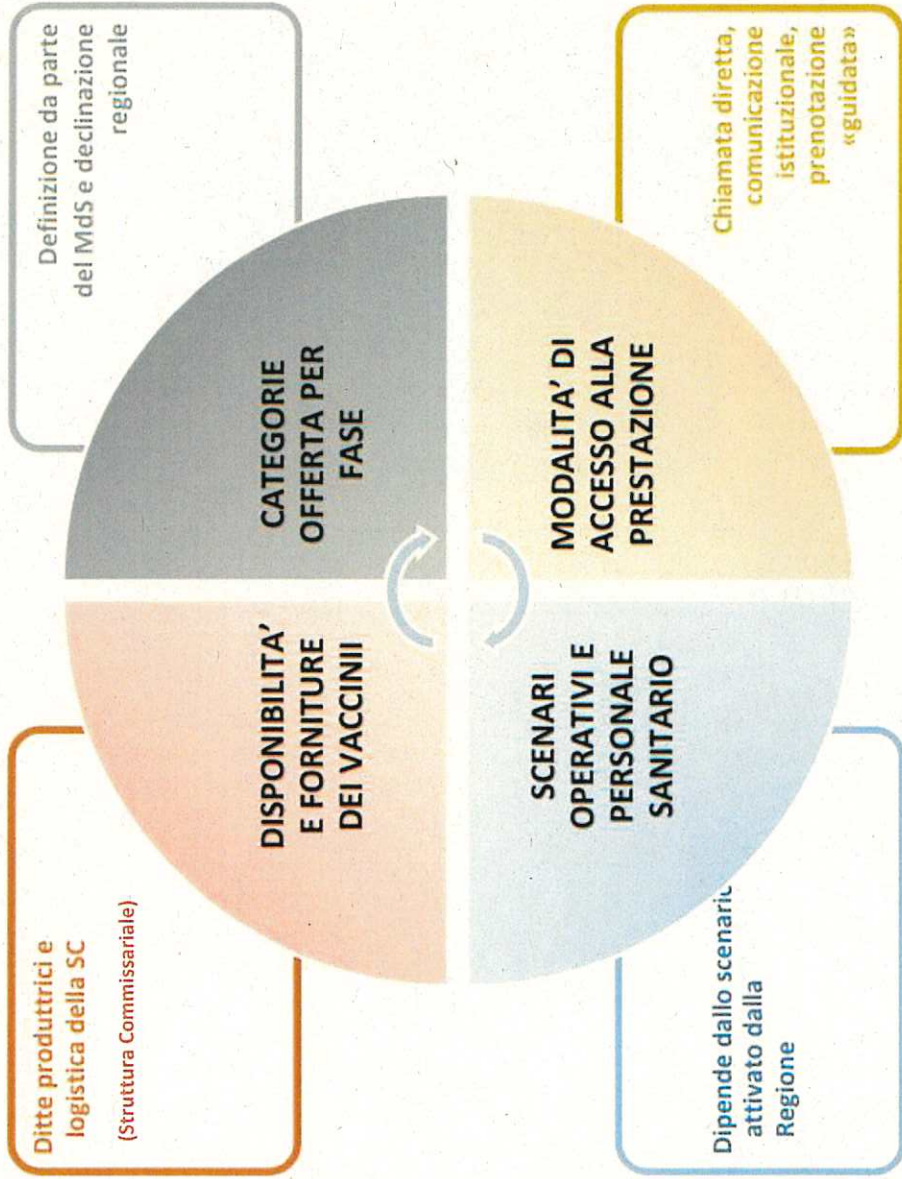 Ditte produttrici e
logistica della SC
(Struttura Commissariale)
Definizione da parte
del MdS e declinazione
regionale
DISPONIBILITA'
E FORNITURE
DEI VACCINII
CATEGORIE
OFFERTA PER
FASE
SCENARI
OPERATIVI E
PERSONALE
SANITARIO
MODALITA' DI
ACCESSO ALLA
PRESTAZIONE
Dipende dallo scenario
attivato dalla
Regione
Chiamata diretta,
comunicazione
istituzionale,
prenotazione
«guidata»